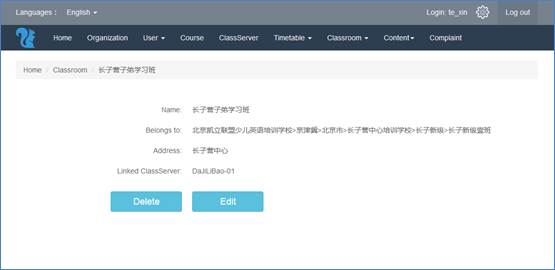 Languages： English
Login: te_xin Log out
Home Organization User Course ClassServer Timetable Classroom Content Complaint
Home / Classroom / 长子营子弟学习班
Name: 长子营子弟学习班
Belongs to: 北京凯立联盟少儿英语培训学校>京津冀>北京市>长子营中心培训学校>长子新级>长子新级壹班
Address: 长子营中心
Linked ClassServer: DaJiLiBao-01
Delete Edit